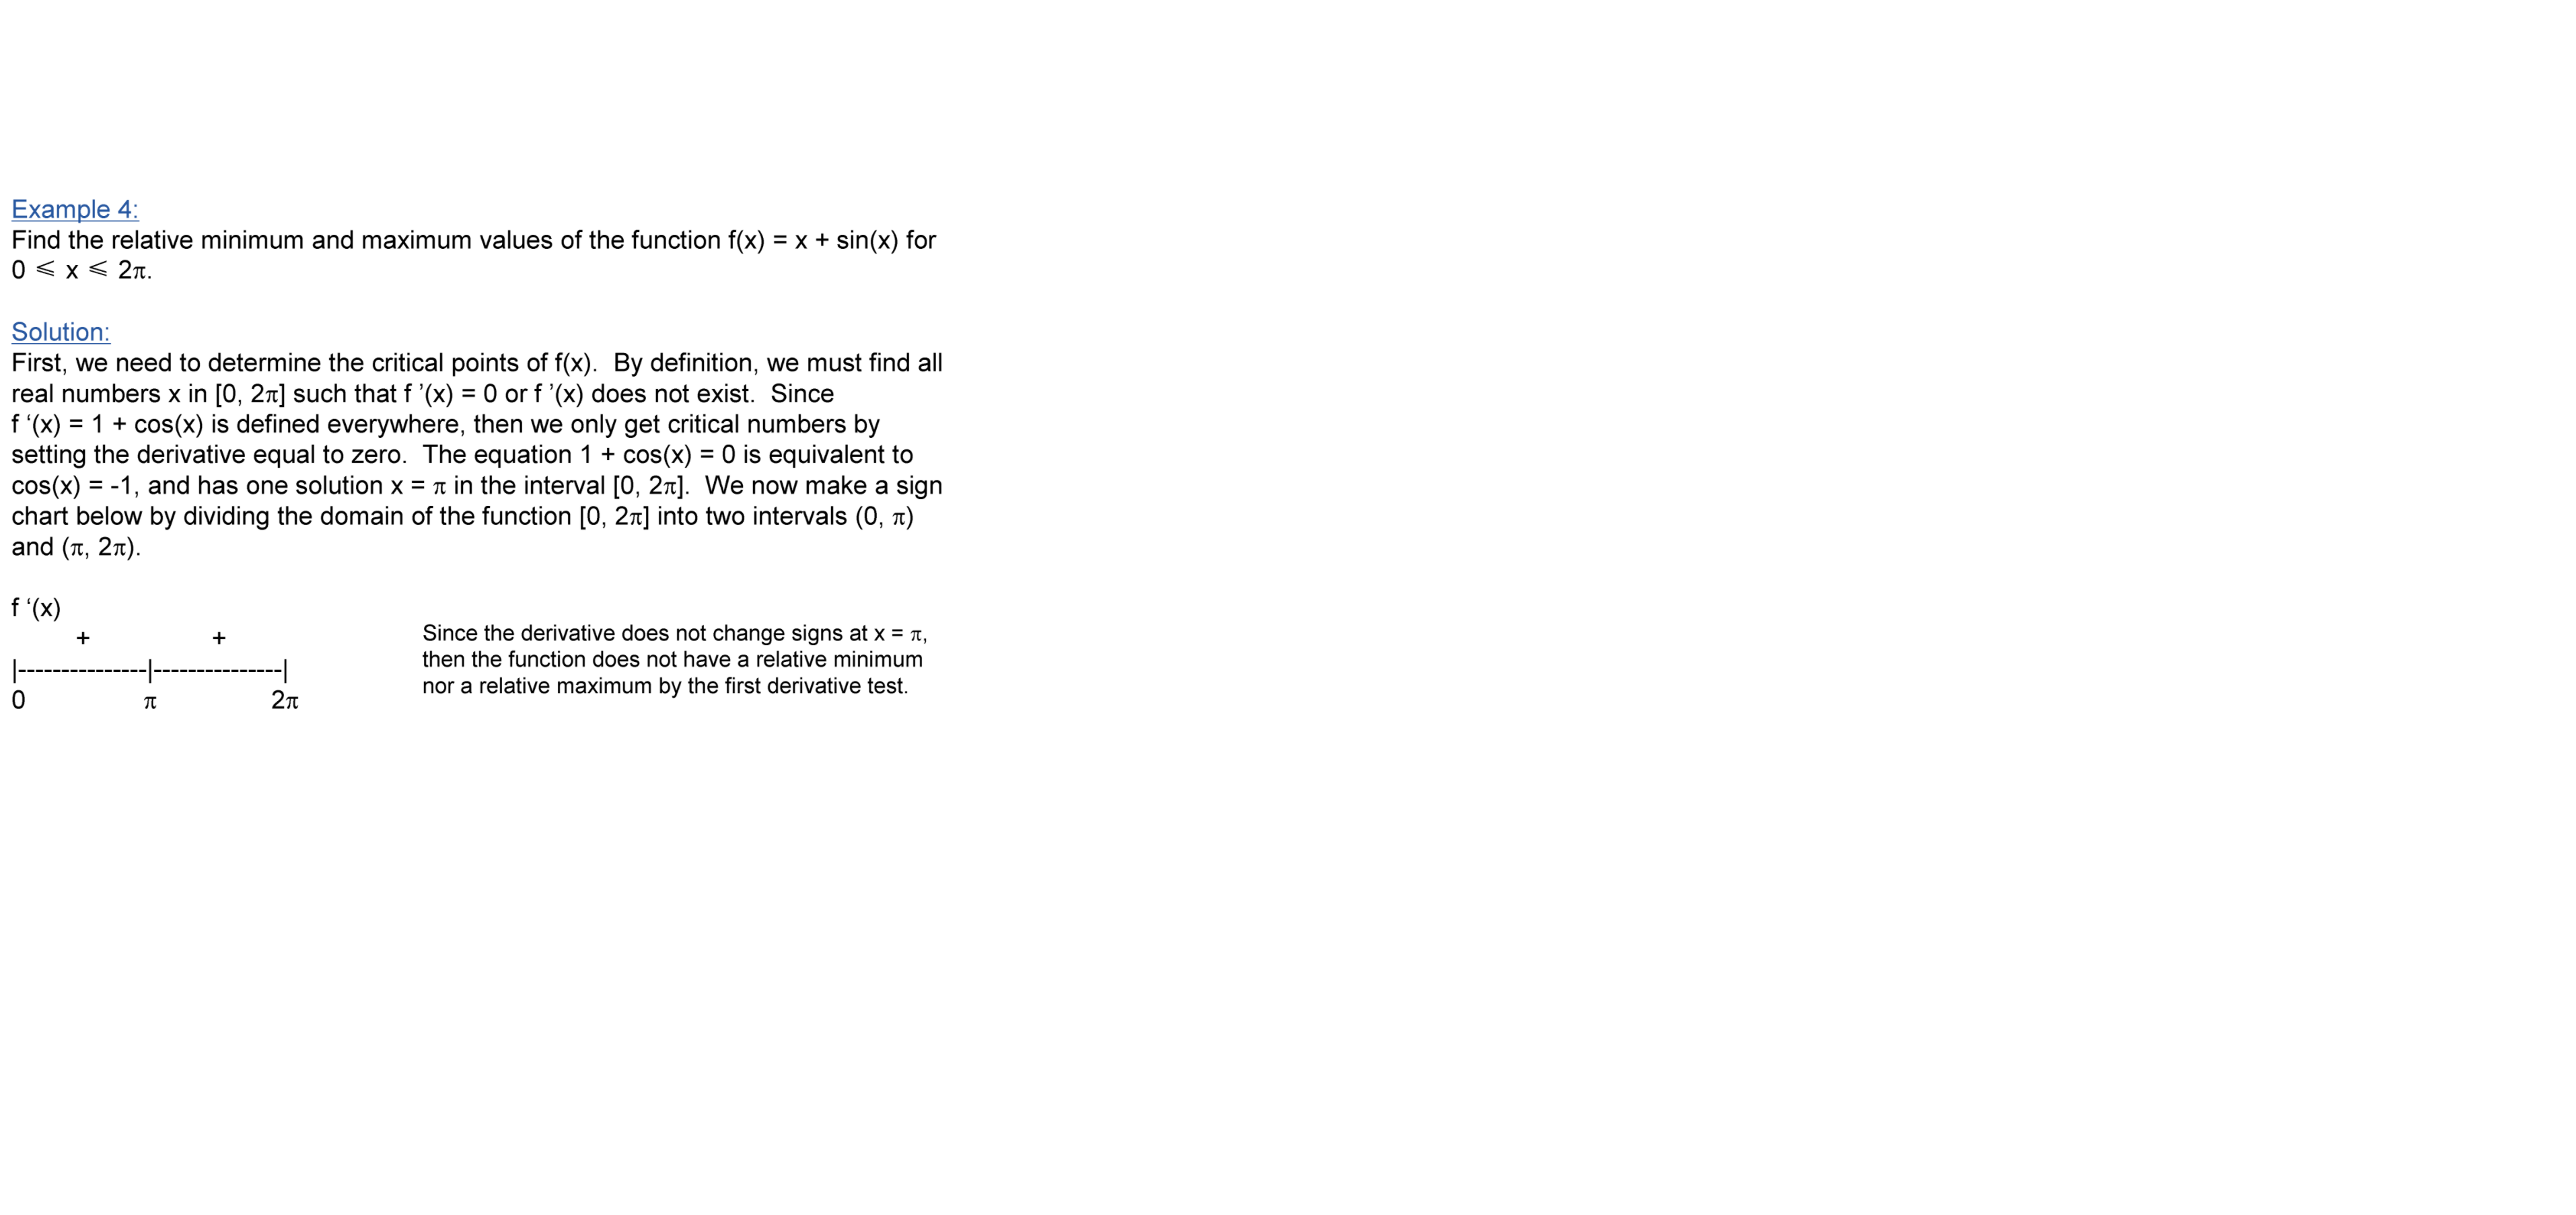 Example 4:
Find the relative minimum and maximum values of the function f(x) = x + sin(x) for
0 ⩽ x ⩽ 2π.
Solution:
First, we need to determine the critical points of f(x).  By definition, we must find all
real numbers x in [0, 2π] such that f ’(x) = 0 or f ’(x) does not exist.  Since
f ‘(x) = 1 + cos(x) is defined everywhere, then we only get critical numbers by
setting the derivative equal to zero.  The equation 1 + cos(x) = 0 is equivalent to
cos(x) = -1, and has one solution x = π in the interval [0, 2π].  We now make a sign
chart below by dividing the domain of the function [0, 2π] into two intervals (0, π)
and (π, 2π).
f ‘(x)
+ +
|---------------|---------------|
0 π 2π
Since the derivative does not change signs at x = π,
then the function does not have a relative minimum
nor a relative maximum by the first derivative test.